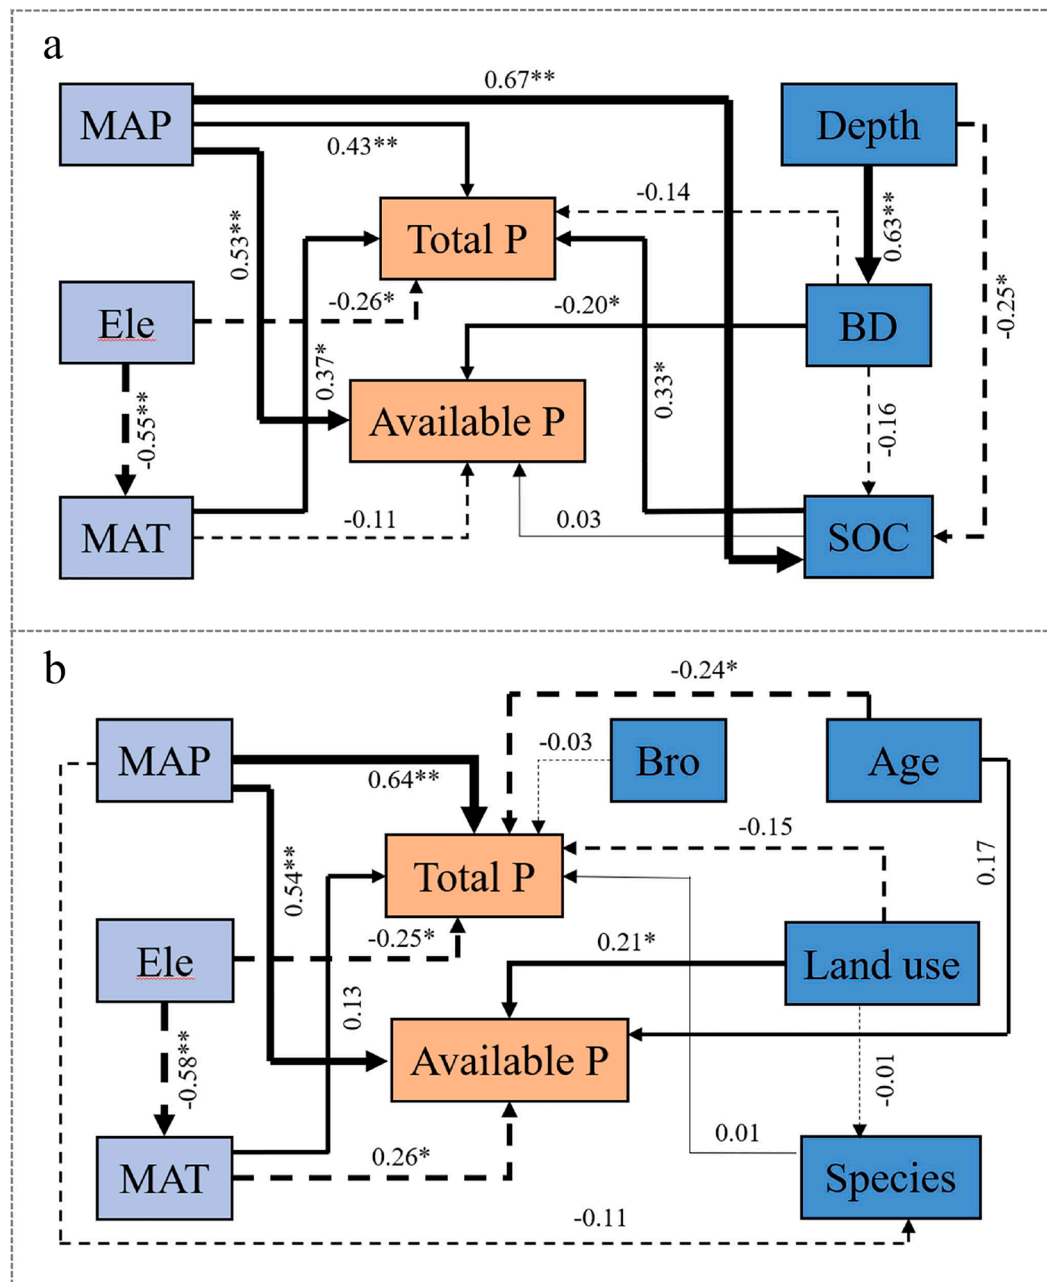 a
0.67**
MAP
Depth
0.43**
-0.14
Total P
0.63**
0.53**
-0.26*
-0.20*
-0.25*
Ele
BD
0.37*
0.33*
Available P
-0.55**
-0.16
MAT
-0.11
0.03
SOC
b
-0.24*
MAP
-0.03
Bro
Age
0.64**
-0.15
0.17
Total P
0.54**
-0.25*
0.21*
Ele
Land use
0.13
Available P
-0.58**
-0.01
0.01
0.26*
MAT
Species
-0.11